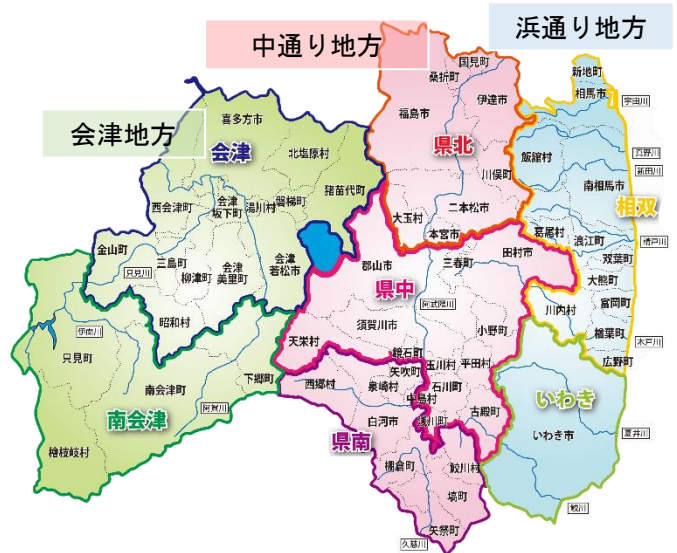 浜通り地方
中通り地方
会津地方
国見町
桑折町
伊達市
福島市
県北
川俣町
二本松市
大玉村
本宮市
新地町
相馬市
宇田川
飯舘村
真野川
新田川
南相馬市
相双
葛尾村
浪江町
請戸川
双葉町
大熊町
富岡町
川内村
楢葉町
木戸川
広野町
喜多方市
会津
北塩原村
猪苗代町
磐梯町
西会津町
会津
坂下町
湯川村
金山町
三島町
只見川
柳津町
会津
美里町
会津
若松市
昭和村
伊南川
只見町
南会津町
下郷町
阿賀川
南会津
檜枝岐村
郡山市
三春町
田村市
県中
阿武隈川
須賀川市
小野町
天栄村
鏡石町
玉川村
平田村
矢吹町
石川町
西郷村
泉崎村
中島村
浅川町
古殿町
県南
白河市
棚倉町
鮫川村
塙町
矢祭町
久慈川
いわき
いわき市
夏井川
鮫川